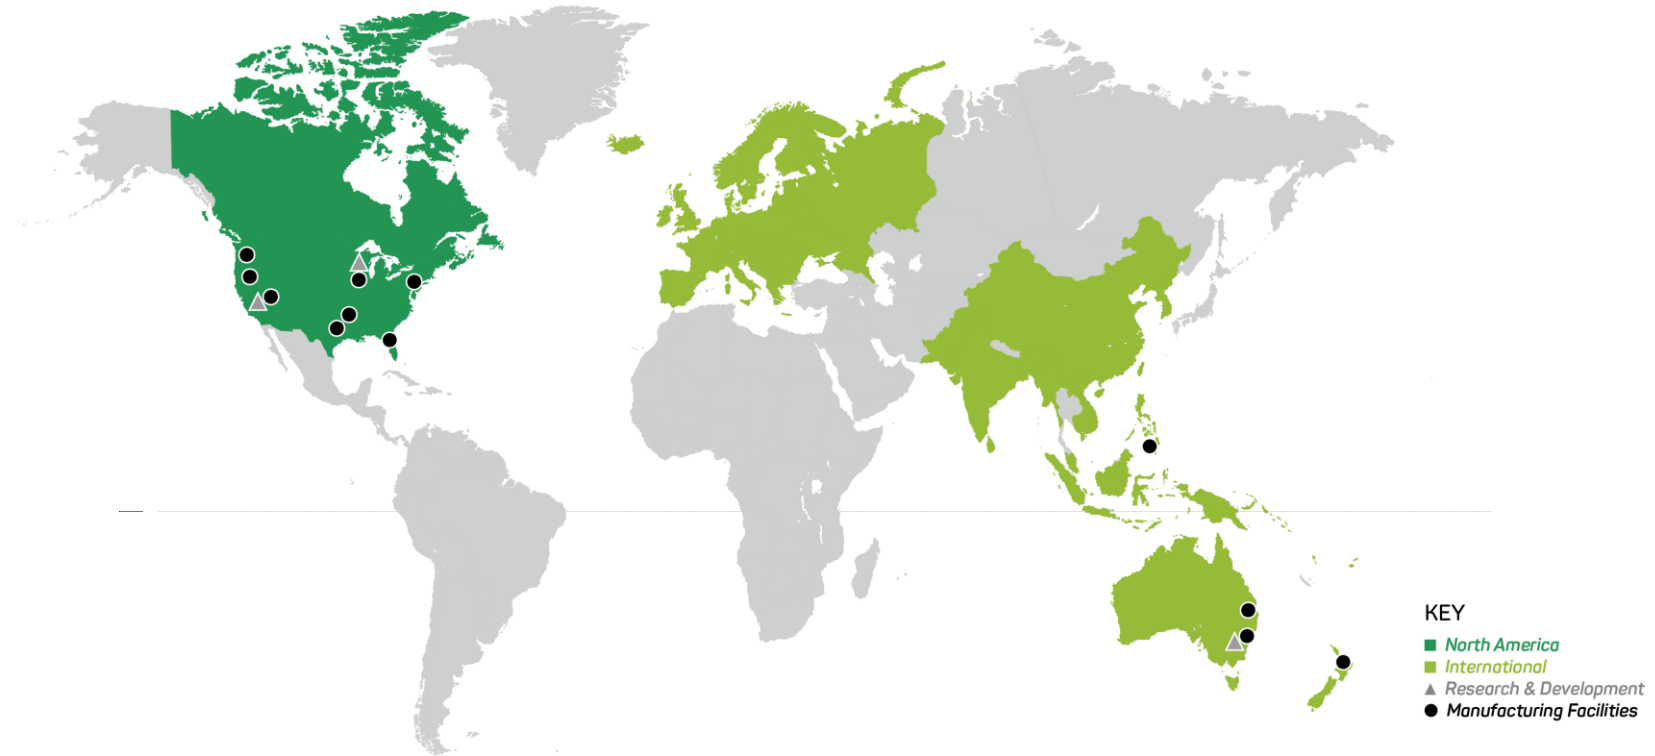 KEY
North America
International
Research & Development
Manufacturing Facilities